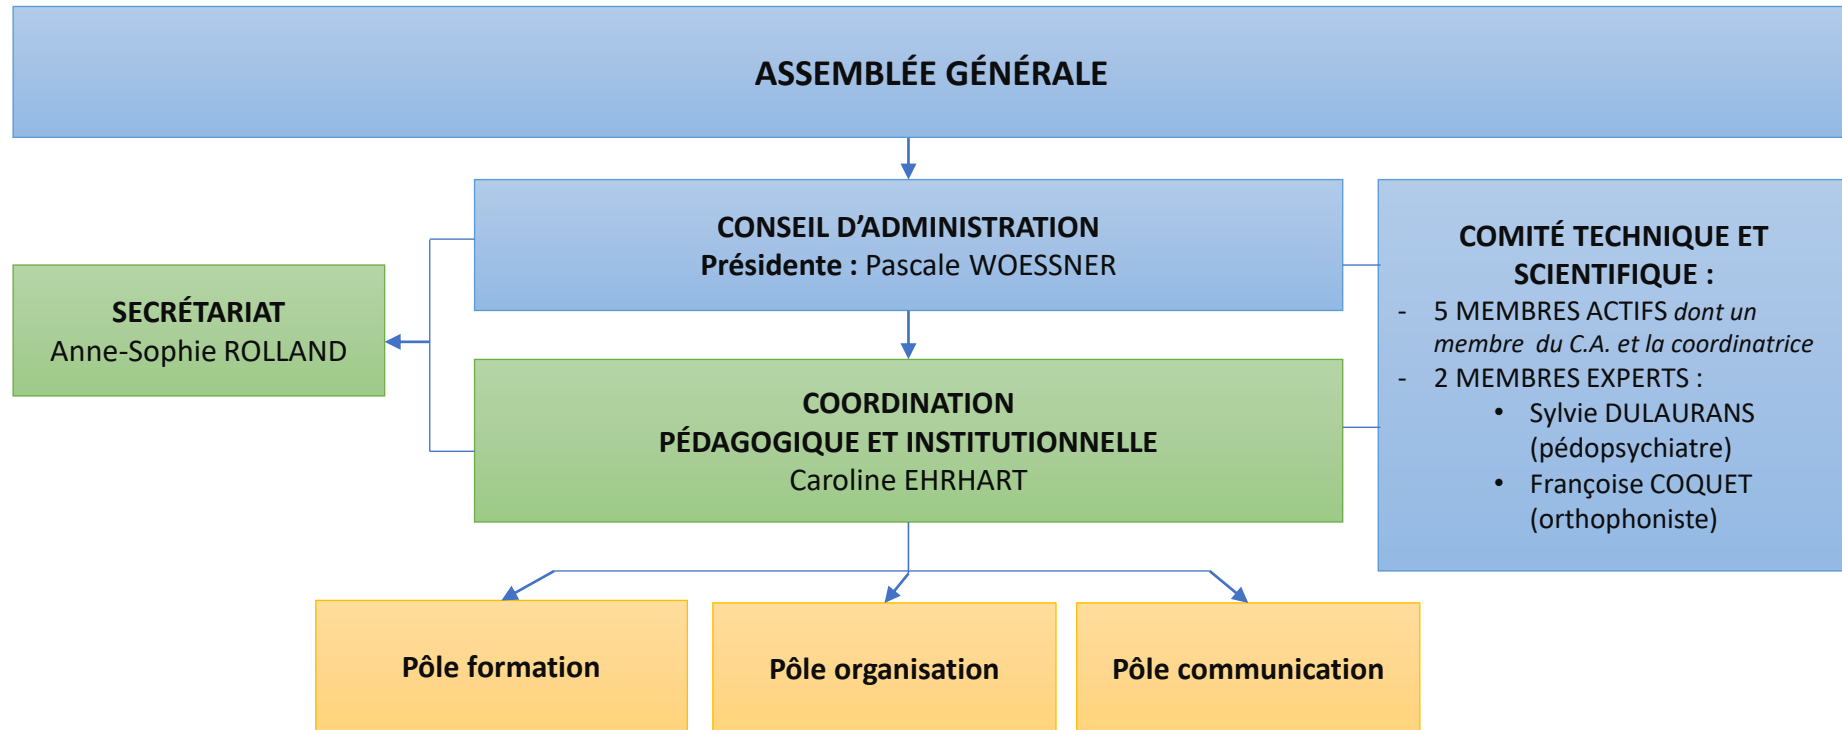 ASSEMBLÉE GÉNÉRALE
CONSEIL D’ADMINISTRATION
Présidente : Pascale WOESSNER
SECRÉTARIAT
Anne-Sophie ROLLAND
COORDINATION
PÉDAGOGIQUE ET INSTITUTIONNELLE
Caroline EHRHART
COMITÉ TECHNIQUE ET
SCIENTIFIQUE :
- 5 MEMBRES ACTIFS dont un
membre du C.A. et la coordinatrice
- 2 MEMBRES EXPERTS :
• Sylvie DULAURANS
(pédopsychiatre)
• Françoise COQUET
(orthophoniste)
Pôle formation
Pôle organisation
Pôle communication